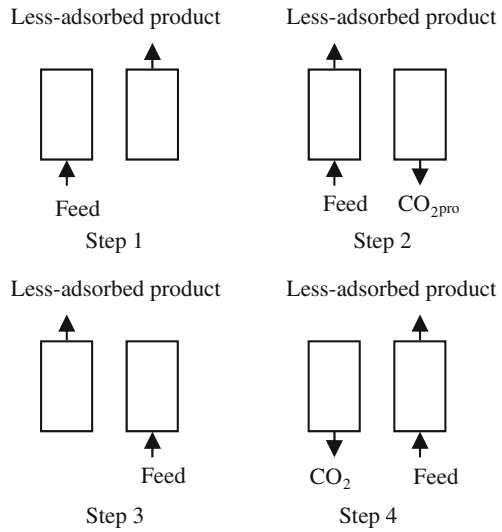 Less-adsorbed product
Feed
Step 1
Less-adsorbed product
Feed CO2pro
Step 2
Less-adsorbed product
Feed
Step 3
Less-adsorbed product
CO2 Feed
Step 4